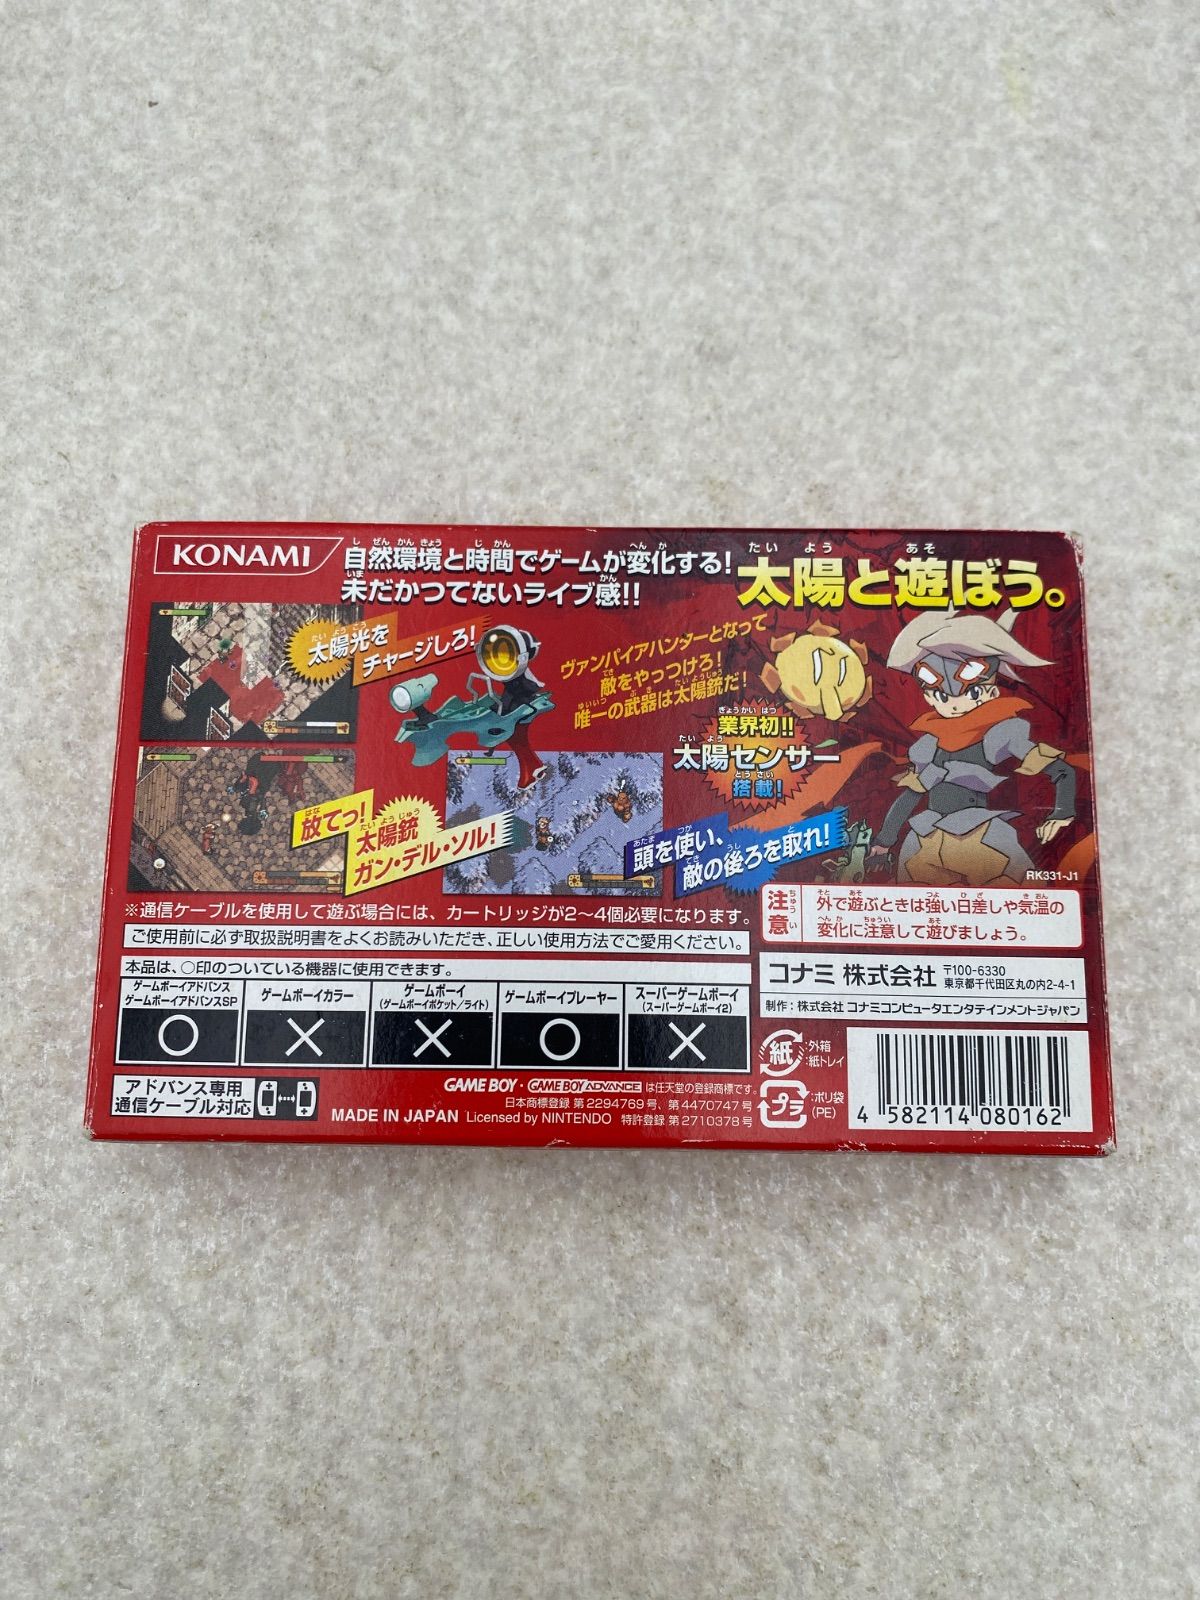 KONAMI
自然環境と時間でゲームが変化する!
未だかつてないライブ感!!
太陽と遊ぼう。
太陽光を
チャージしろ!
ヴァンパイアハンターとなって
敵をやっつけろ!
唯一の武器は太陽銃だ!
業界初!!
太陽センサー
搭載!
放てっ!
太陽銃
ガン・デル・ソル!
頭を使い、
敵の後ろを取れ!
RK331-J1
※通信ケーブルを使用して遊ぶ場合には、カートリッジが2〜4個必要になります。
ご使用前に必ず取扱説明書をよくお読みいただき、正しい使用方法でご愛用ください。
注意
外で遊ぶときは強い日差しや気温の
変化に注意して遊びましょう。
本品は、○印のついている機器に使用できます。
ゲームボーイアドバンス
ゲームボーイアドバンスSP
ゲームボーイカラー
ゲームボーイ
(ゲームボーイポケット/ライト)
ゲームボーイプレーヤー
スーパーゲームボーイ
(スーパーゲームボーイ2)
○ × × ○ ×
コナミ 株式会社
〒100-6330
東京都千代田区丸の内2-4-1
制作:株式会社 コナミコンピュータエンタテインメントジャパン
アドバンス専用
通信ケーブル対応
GAME BOY・GAME BOY ADVANCE は任天堂の登録商標です。
日本商標登録 第2294769号、第4470747号
MADE IN JAPAN Licensed by NINTENDO 特許登録 第2710378号
紙
:外箱
:紙トレイ
プラ
:ポリ袋
(PE)
4 582114 080162